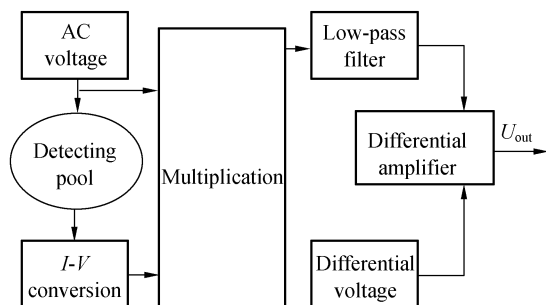 AC
voltage
Detecting
pool
I-V
conversion
Multiplication
Low-pass
filter
Differential
amplifier
Uout
Differential
voltage